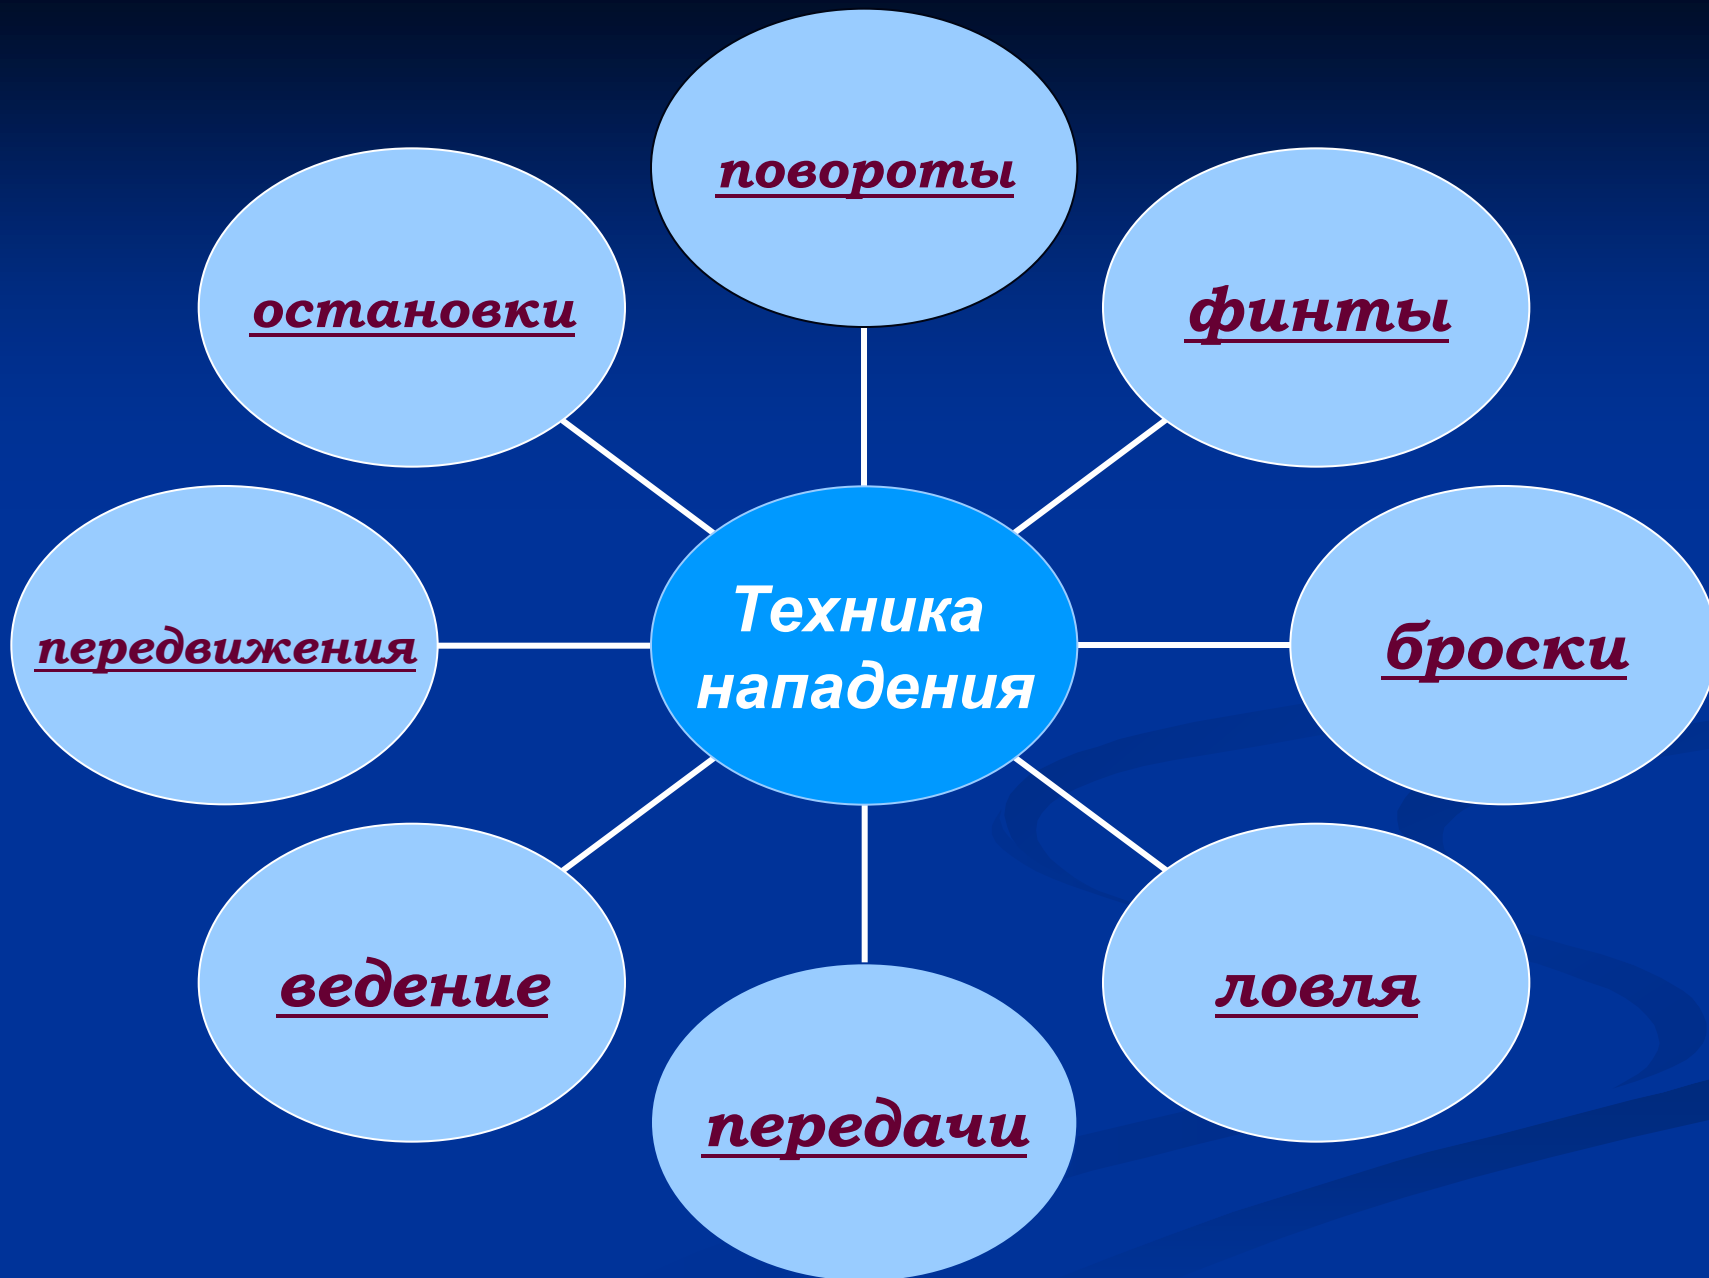 повороты
остановки
финты
передвижения
Техника
нападения
броски
ведение
ловля
передачи